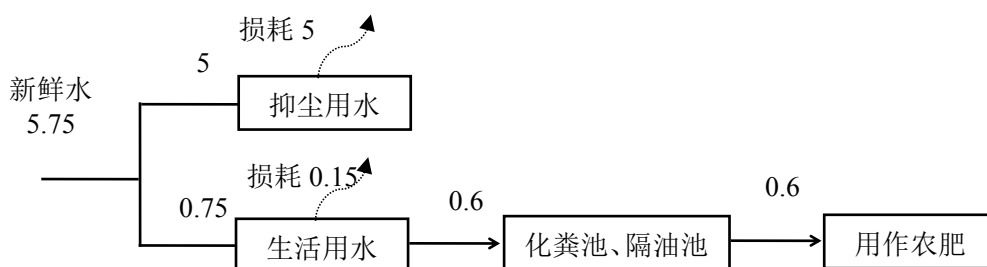 损耗 5
5
新鲜水
5.75
抑尘用水
损耗 0.15
0.75
0.6
0.6
生活用水
化粪池、隔油池
用作农肥